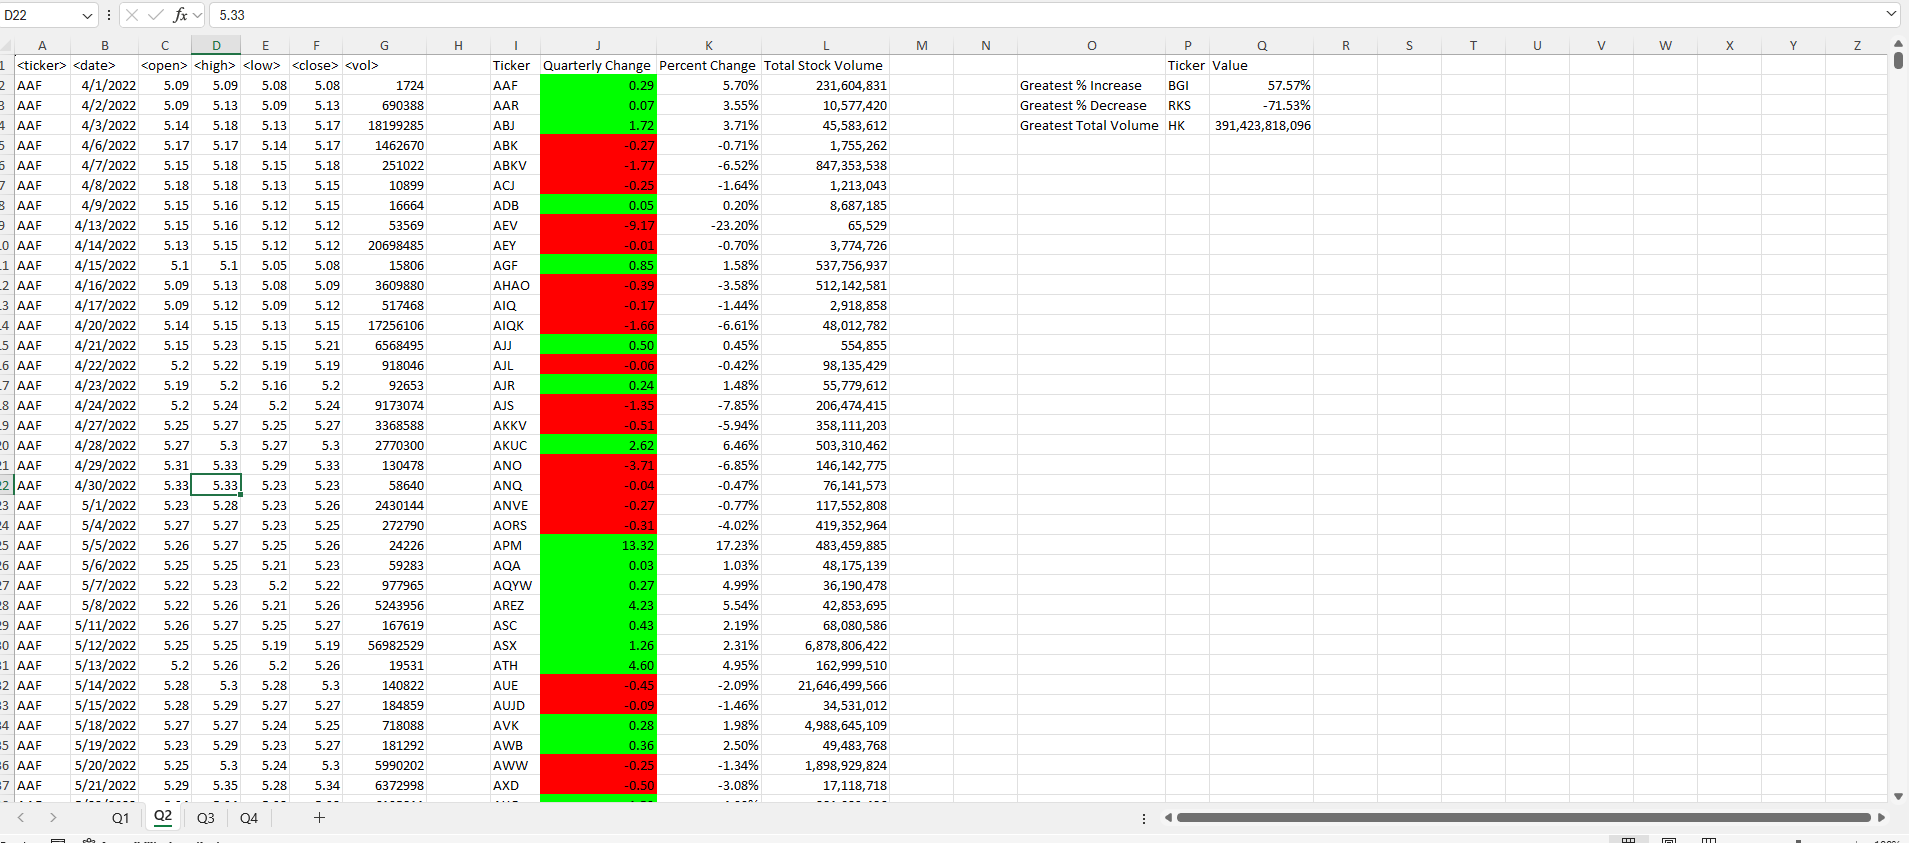 D22 fx 5.33
A B C D E F G H I J K L M N O P Q R S T U V W X Y Z
1 <ticker> <date> <open> <high> <low> <close> <vol> Ticker Quarterly Change Percent Change Total Stock Volume Ticker Value
2 AAF 4/1/2022 5.09 5.09 5.08 5.08 1724 AAF 0.29 5.70% 231,604,831 Greatest % Increase BGI 57.57%
3 AAF 4/2/2022 5.09 5.13 5.09 5.13 690388 AAR 0.07 3.55% 10,577,420 Greatest % Decrease RKS -71.53%
4 AAF 4/3/2022 5.14 5.18 5.13 5.17 18199285 ABJ 1.72 3.71% 45,583,612 Greatest Total Volume HK 391,423,818,096
5 AAF 4/6/2022 5.17 5.17 5.14 5.17 1462670 ABK -0.27 -0.71% 1,755,262
6 AAF 4/7/2022 5.15 5.18 5.15 5.18 251022 ABKV -1.77 -6.52% 847,353,538
7 AAF 4/8/2022 5.18 5.18 5.13 5.15 10899 ACJ -0.25 -1.64% 1,213,043
8 AAF 4/9/2022 5.15 5.16 5.12 5.15 16664 ADB 0.05 0.20% 8,687,185
9 AAF 4/13/2022 5.15 5.16 5.12 5.12 53569 AEV -9.17 -23.20% 65,529
0 AAF 4/14/2022 5.13 5.15 5.12 5.12 20698485 AEY -0.01 -0.70% 3,774,726
1 AAF 4/15/2022 5.1 5.1 5.05 5.08 15806 AGF 0.85 1.58% 537,756,937
2 AAF 4/16/2022 5.09 5.13 5.08 5.09 3609880 AHAO -0.39 -3.58% 512,142,581
3 AAF 4/17/2022 5.09 5.12 5.09 5.12 517468 AIQ -0.17 -1.44% 2,918,858
4 AAF 4/20/2022 5.14 5.15 5.13 5.15 17256106 AIQK -1.66 -6.61% 48,012,782
5 AAF 4/21/2022 5.15 5.23 5.15 5.21 6568495 AJJ 0.50 0.45% 554,855
6 AAF 4/22/2022 5.2 5.22 5.19 5.19 918046 AJL -0.06 -0.42% 98,135,429
7 AAF 4/23/2022 5.19 5.2 5.16 5.2 92653 AJR 0.24 1.48% 55,779,612
8 AAF 4/24/2022 5.2 5.24 5.2 5.24 9173074 AJS -1.35 -7.85% 206,474,415
9 AAF 4/27/2022 5.25 5.27 5.25 5.27 3368588 AKKV -0.51 -5.94% 358,111,203
20 AAF 4/28/2022 5.27 5.3 5.27 5.3 2770300 AKUC 2.62 6.46% 503,310,462
21 AAF 4/29/2022 5.31 5.33 5.29 5.33 130478 ANO -3.71 -6.85% 146,142,775
22 AAF 4/30/2022 5.33 5.33 5.23 5.23 58640 ANQ -0.04 -0.47% 76,141,573
23 AAF 5/1/2022 5.23 5.28 5.23 5.26 2430144 ANVE -0.27 -0.77% 117,552,808
24 AAF 5/4/2022 5.27 5.27 5.23 5.25 272790 AORS -0.31 -4.02% 419,352,964
25 AAF 5/5/2022 5.26 5.27 5.25 5.26 24226 APM 13.32 17.23% 483,459,885
26 AAF 5/6/2022 5.25 5.25 5.21 5.23 59283 AQA 0.03 1.03% 48,175,139
27 AAF 5/7/2022 5.22 5.23 5.2 5.22 977965 AQYW 0.27 4.99% 36,190,478
28 AAF 5/8/2022 5.22 5.26 5.21 5.26 5243956 AREZ 4.23 5.54% 42,853,695
29 AAF 5/11/2022 5.26 5.27 5.25 5.27 167619 ASC 0.43 2.19% 68,080,586
30 AAF 5/12/2022 5.25 5.25 5.19 5.19 56982529 ASX 1.26 2.31% 6,878,806,422
31 AAF 5/13/2022 5.2 5.26 5.2 5.26 19531 ATH 4.60 4.95% 162,999,510
32 AAF 5/14/2022 5.28 5.3 5.28 5.3 140822 AUE -0.45 -2.09% 21,646,499,566
33 AAF 5/15/2022 5.28 5.29 5.27 5.27 184859 AUJD -0.09 -1.46% 34,531,012
34 AAF 5/18/2022 5.27 5.27 5.24 5.25 718088 AVK 0.28 1.98% 4,988,645,109
35 AAF 5/19/2022 5.23 5.29 5.23 5.27 181292 AWB 0.36 2.50% 49,483,768
36 AAF 5/20/2022 5.25 5.3 5.24 5.3 5990202 AWW -0.25 -1.34% 1,898,929,824
37 AAF 5/21/2022 5.29 5.35 5.28 5.34 6372998 AXD -0.50 -3.08% 17,118,718
Q1 Q2 Q3 Q4 +